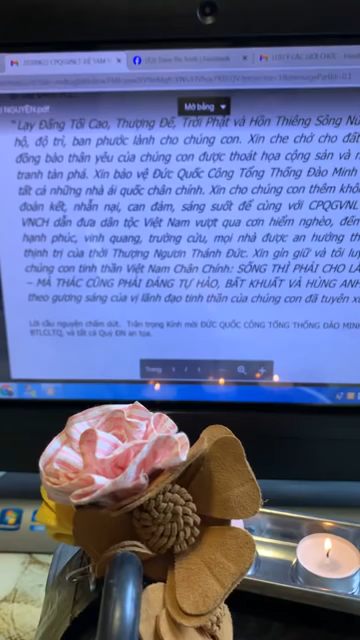 NGUYỆN.pdf
Mở bằng
"Lạy Đấng Tối Cao, Thượng Đế, Trời Phật và Hồn Thiêng Sông Nú
hộ, độ trì, ban phước lành cho chúng con. Xin che chở cho đất
đồng bào thân yêu của chúng con được thoát họa cộng sản và
tranh tàn phá. Xin bảo vệ Đức Quốc Công Tổng Thống Đào Minh
tất cả những nhà ái quốc chân chính. Xin cho chúng con thêm
đoàn kết, nhẫn nại, can đảm, sáng suốt để cùng với CPQGVNL
VNCH dẫn đưa dân tộc Việt Nam vượt qua cơn hiểm nghèo, đến
hạnh phúc, vinh quang, trường cửu, mọi nhà được an hưởng
thịnh trị của thời Thượng Ngươn Thánh Đức. Xin gìn giữ và tôi
chúng con tinh thần Việt Nam Chân Chính: SỐNG THÌ PHẢI CHO
– MÀ THÁC CŨNG PHẢI ĐÁNG TỰ HÀO, BẤT KHUẤT VÀ HÙNG ANH
theo gương sáng của vị lãnh đạo tinh thần của chúng con đã tuyên
Lời cầu nguyện chấm dứt. Trân trọng Kính mời ĐỨC QUỐC CÔNG TỔNG THỐNG ĐÀO MINH
BTLCLTQ, và tất cả Quý ĐN an tọa.
Trang 1 / 1